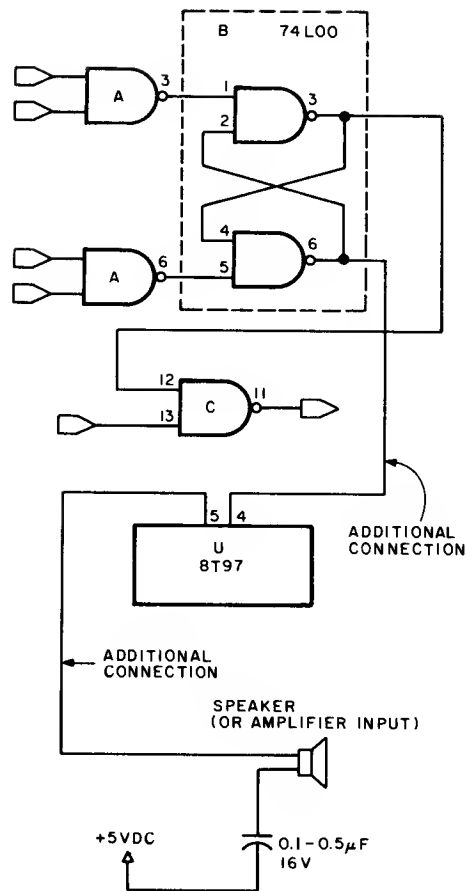 B 74L00
A 3 1 3
2
4
A 6 5 6
12 C 11
13
5 4
U
8T97
ADDITIONAL
CONNECTION
ADDITIONAL
CONNECTION
SPEAKER
(OR AMPLIFIER INPUT)
+5VDC
0.1–0.5μF
16V